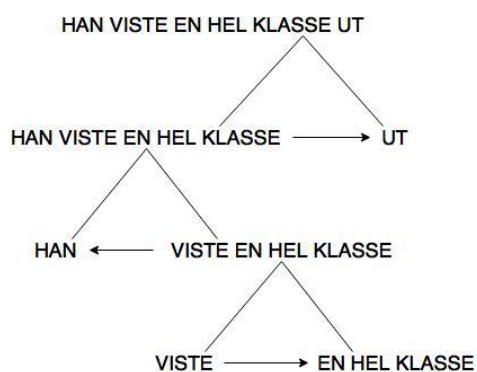 HAN VISTE EN HEL KLASSE UT
HAN VISTE EN HEL KLASSE UT
HAN VISTE EN HEL KLASSE
VISTE EN HEL KLASSE